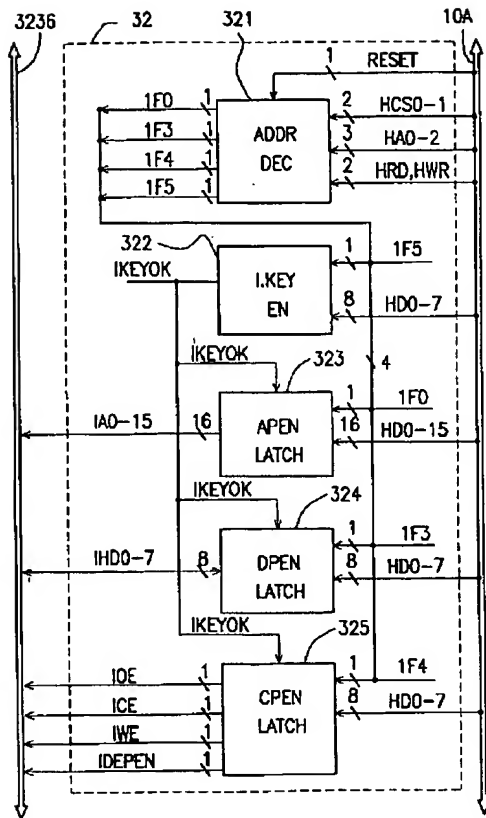 3236
32
321
10A
1 RESET
1F0 1
1F3 1
1F4 1
1F5 1
ADDR DEC
2 HCS0-1
3 HA0-2
2 HRD,HWR
322
IKEYOK
I.KEY EN
1 1F5
8 HD0-7
4
IKEYOK
323
IA0-15 16
APEN LATCH
1 1F0
16 HD0-15
IKEYOK
324
IHD0-7 8
DPEN LATCH
1 1F3
8 HD0-7
IKEYOK
325
IOE 1
ICE 1
IWE 1
IDEPEN 1
CPEN LATCH
1 1F4
8 HD0-7